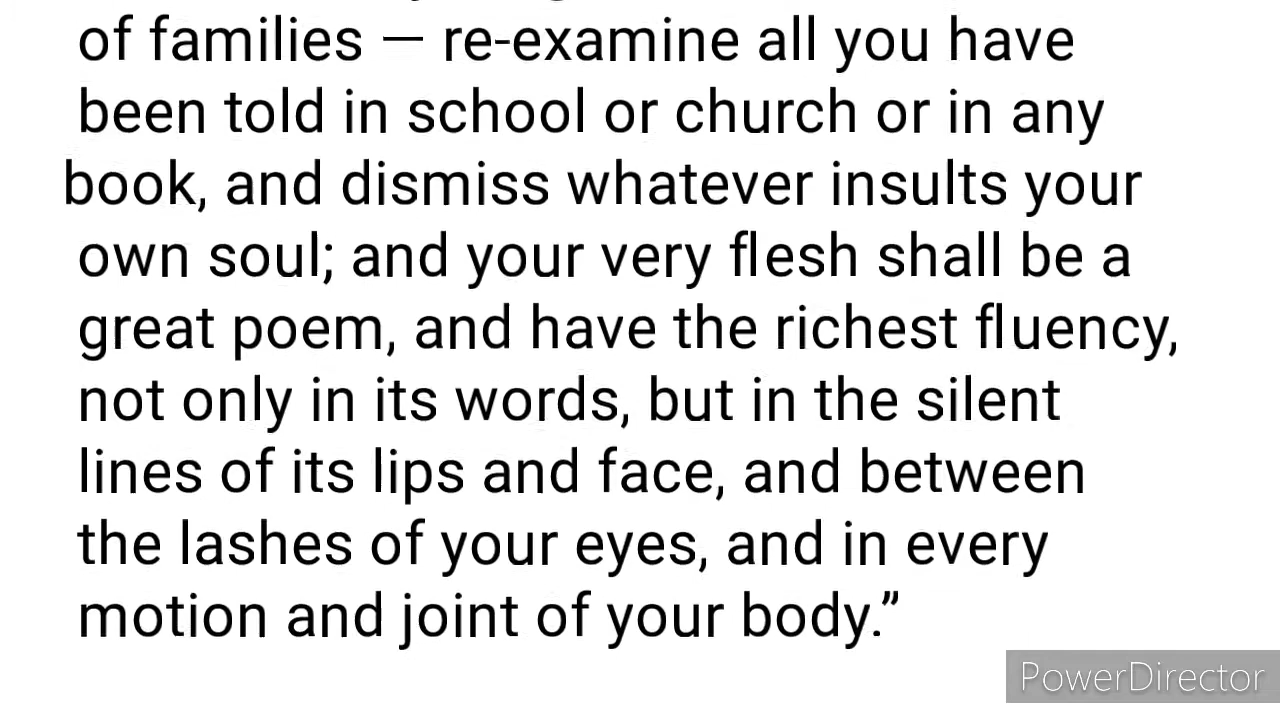 of families — re-examine all you have
been told in school or church or in any
book, and dismiss whatever insults your
own soul; and your very flesh shall be a
great poem, and have the richest fluency,
not only in its words, but in the silent
lines of its lips and face, and between
the lashes of your eyes, and in every
motion and joint of your body.”
PowerDirector